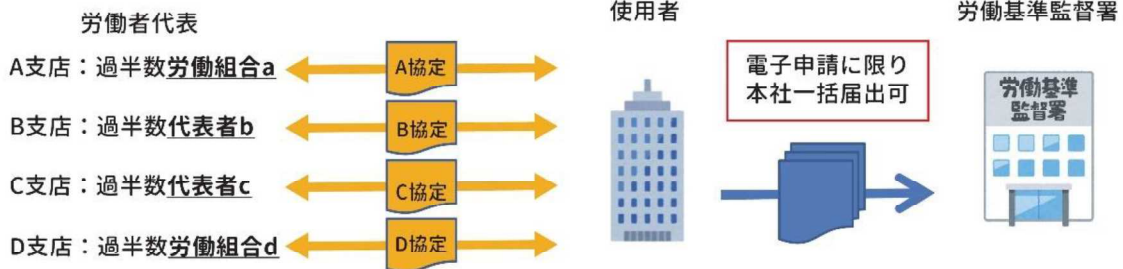 労働者代表
使用者
労働基準監督署
A支店：過半数労働組合a
A協定
B支店：過半数代表者b
B協定
C支店：過半数代表者c
C協定
D支店：過半数労働組合d
D協定
電子申請に限り
本社一括届出可
労働基準
監督署